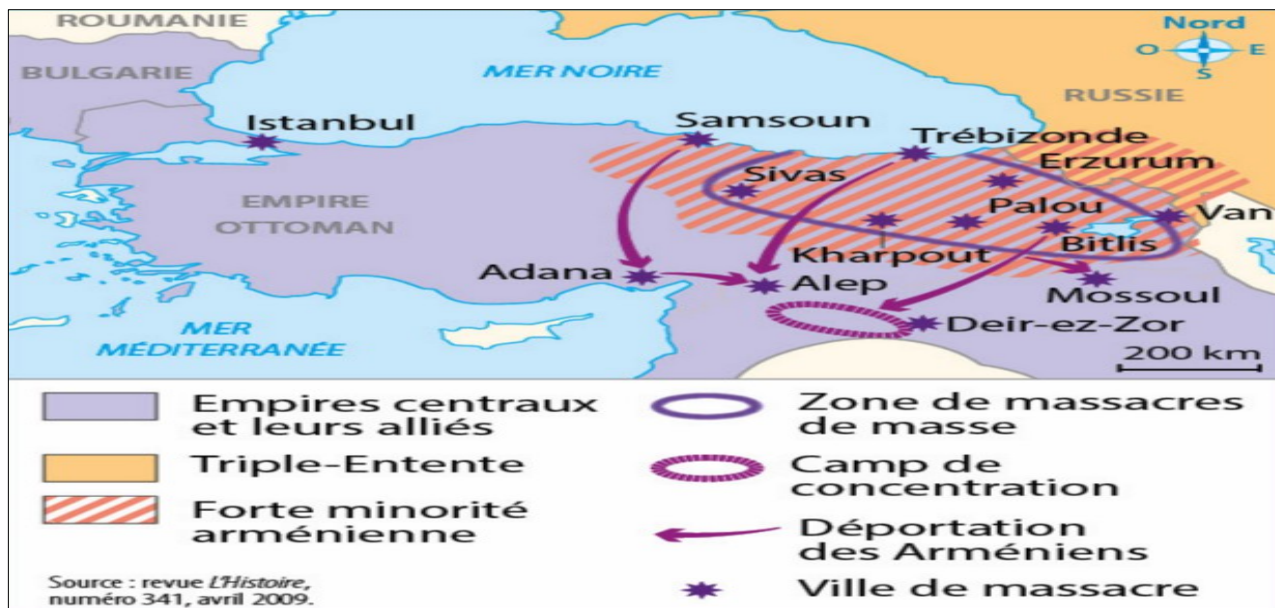 ROUMANIE
BULGARIE
MER NOIRE
Nord
O
E
S
RUSSIE
Istanbul
Samsoun
Trébizonde
Erzurum
Sivas
EMPIRE
OTTOMAN
Palou
Van
Kharpout
Bitlis
Adana
Alep
Mossoul
Deir-ez-Zor
MER
MÉDITERRANÉE
200 km
Empires centraux
et leurs alliés
Triple-Entente
Forte minorité
arménienne
Source : revue L'Histoire,
numéro 341, avril 2009.
Zone de massacres
de masse
Camp de
concentration
Déportation
des Arméniens
Ville de massacre